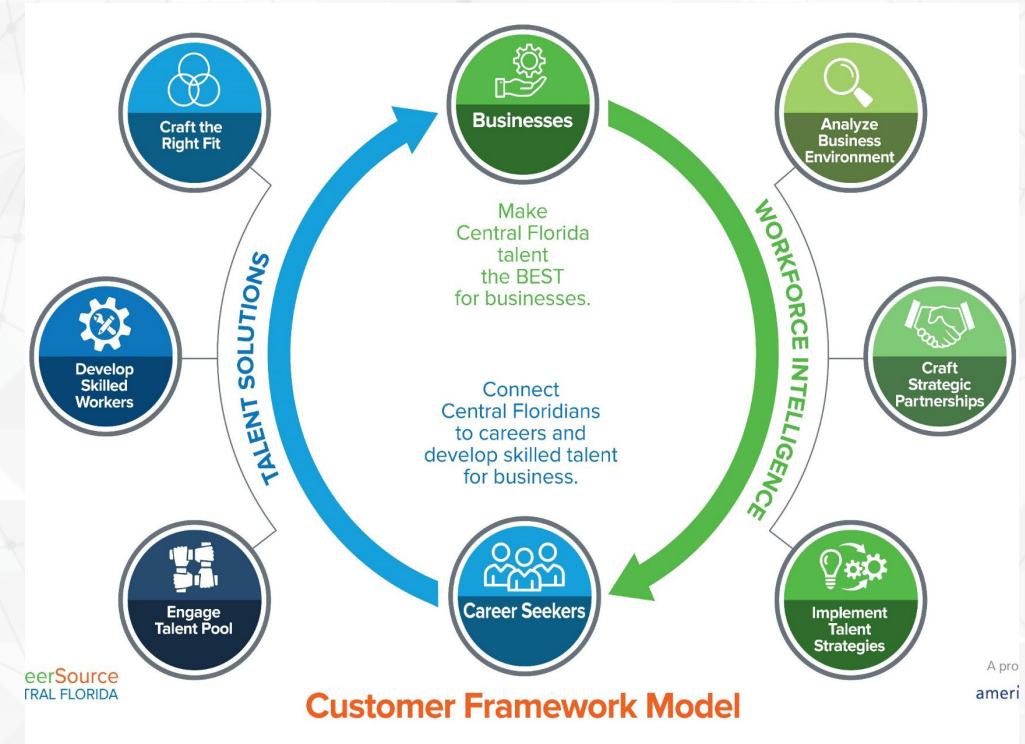 Craft the
Right Fit
Businesses
Analyze
Business
Environment
Make
Central Florida
talent
the BEST
for businesses.
TALENT SOLUTIONS
WORKFORCE INTELLIGENCE
Develop
Skilled
Workers
Craft
Strategic
Partnerships
Connect
Central Floridians
to careers and
develop skilled talent
for business.
Engage
Talent Pool
Career Seekers
Implement
Talent
Strategies
eerSource
TRAL FLORIDA
A pro
ameri
Customer Framework Model